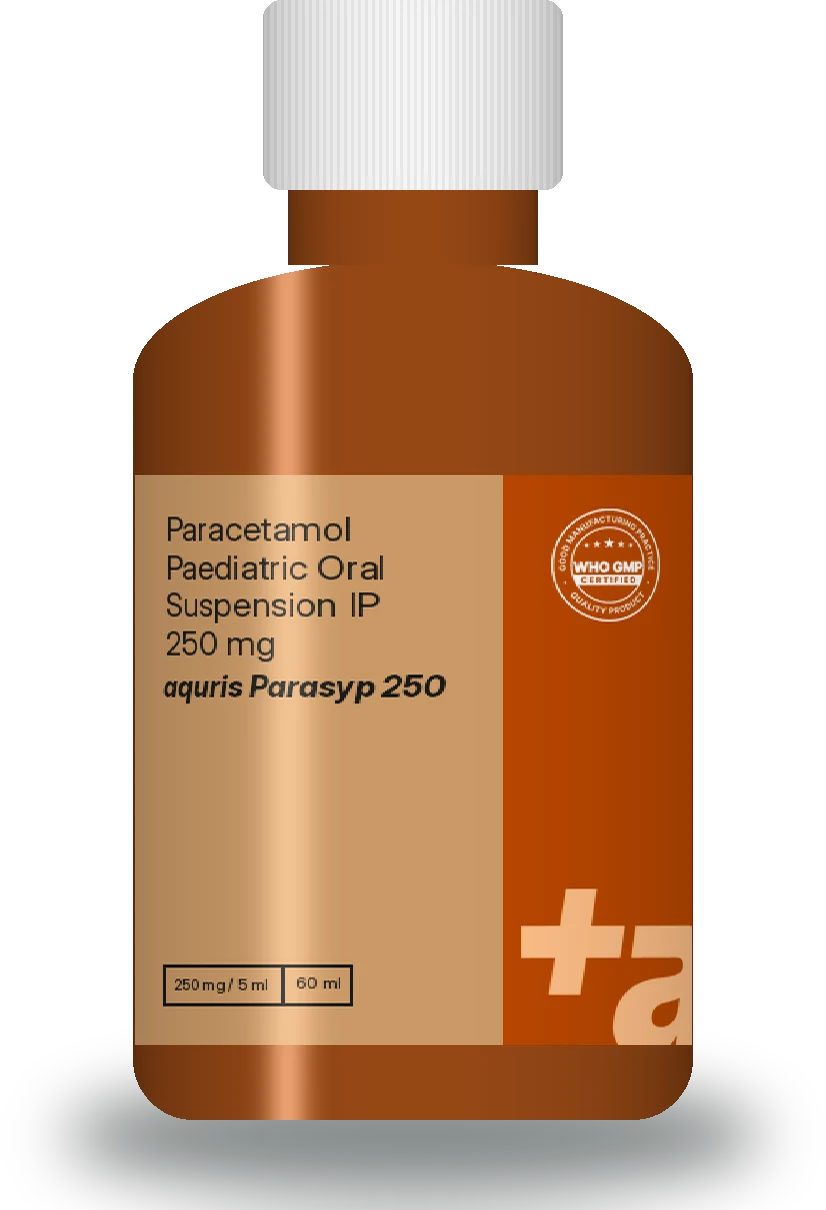 Paracetamol
Paediatric Oral
Suspension IP
250 mg
aquris Parasyp 250
GOOD MANUFACTURING PRACTICE
WHO GMP
CERTIFIED
QUALITY PRODUCT
+a
250 mg / 5 ml
60 ml